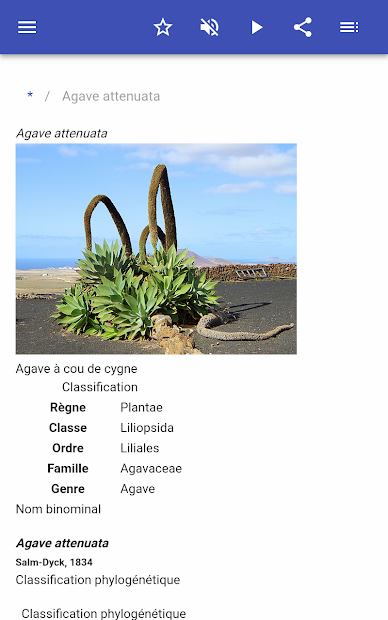 * / Agave attenuata
Agave attenuata
Agave à cou de cygne
Classification
Règne Plantae
Classe Liliopsida
Ordre Liliales
Famille Agavaceae
Genre Agave
Nom binominal
Agave attenuata
Salm-Dyck, 1834
Classification phylogénétique
Classification phylogénétique